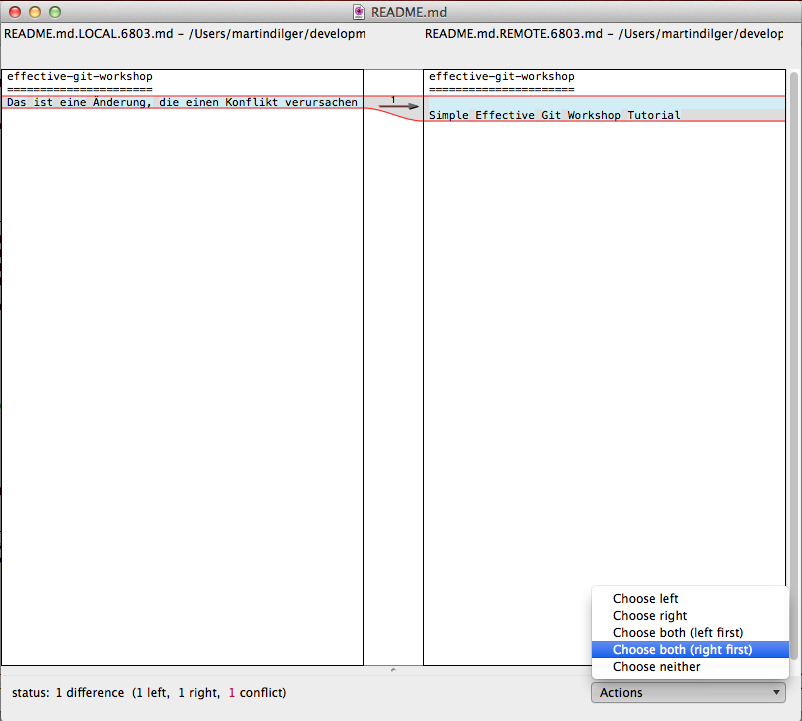 README.md
README.md.LOCAL.6803.md – /Users/martindilger/developm
README.md.REMOTE.6803.md – /Users/martindilger/develop
effective-git-workshop
======================
Das ist eine Änderung, die einen Konflikt verursachen
1
effective-git-workshop
======================
Simple Effective Git Workshop Tutorial
Choose left
Choose right
Choose both (left first)
Choose both (right first)
Choose neither
status: 1 difference (1 left, 1 right, 1 conflict)
Actions